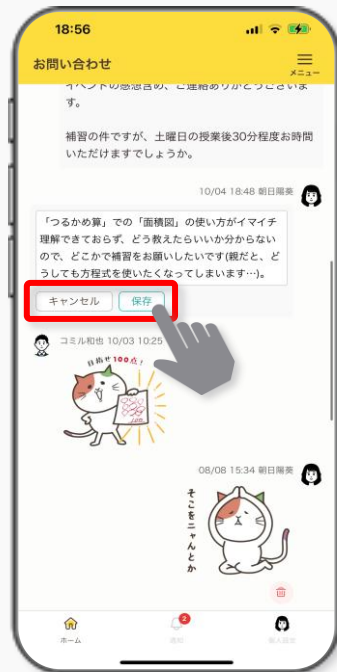 18:56
お問い合わせ
メニュー
イベントの感想含め、ご連絡ありがとうございま
す。
補習の件ですが、土曜日の授業後30分程度お時間
いただけますでしょうか。
10/04 18:48 朝日陽葵
「つるかめ算」での「面積図」の使い方がイマイチ
理解できておらず、どう教えたらいいか分からない
ので、どこかで補習をお願いしたいです(親だと、ど
うしても方程式を使いたくなってしまいます…)。
キャンセル
保存
コミル和也 10/03 10:25
目指せ100点!
08/08 15:34 朝日陽葵
そこをニャんとか
2
ホーム
通知
個人設定